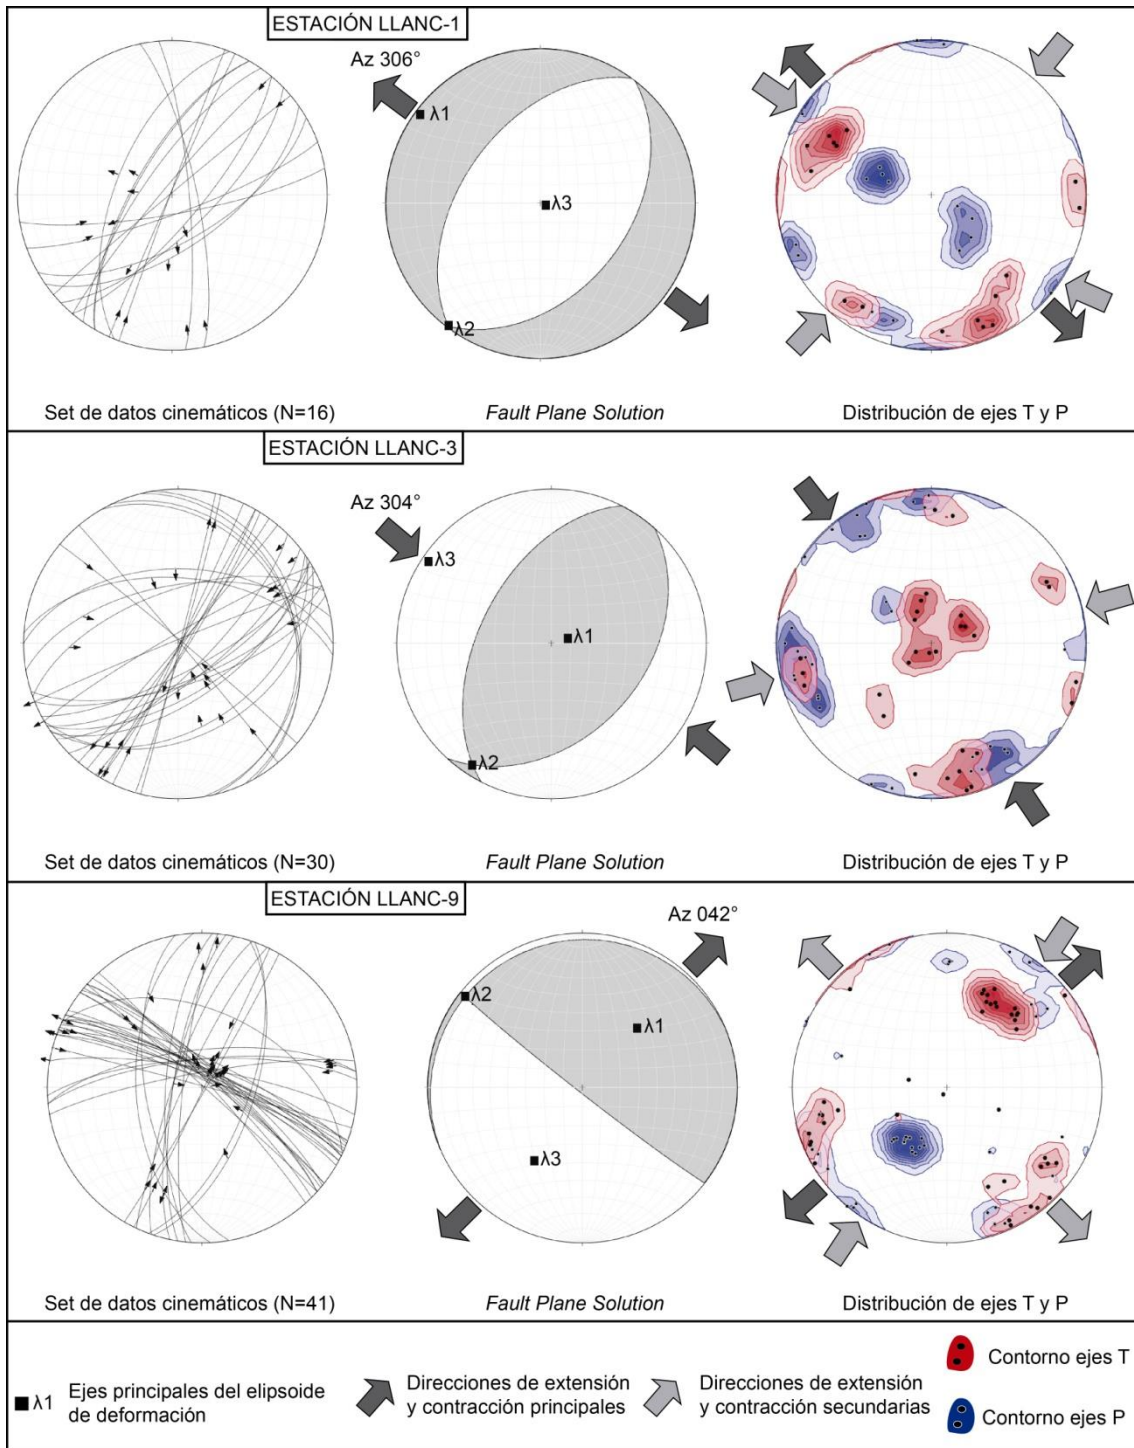 ESTACIÓN LLANC-1
Az 306°
λ1
λ3
λ2
Set de datos cinemáticos (N=16)
Fault Plane Solution
Distribución de ejes T y P
ESTACIÓN LLANC-3
Az 304°
λ3
λ1
λ2
Set de datos cinemáticos (N=30)
Fault Plane Solution
Distribución de ejes T y P
ESTACIÓN LLANC-9
Az 042°
λ2
λ1
λ3
Set de datos cinemáticos (N=41)
Fault Plane Solution
Distribución de ejes T y P
λ1
Ejes principales del elipsoide
de deformación
Direcciones de extensión
y contracción principales
Direcciones de extensión
y contracción secundarias
Contorno ejes T
Contorno ejes P